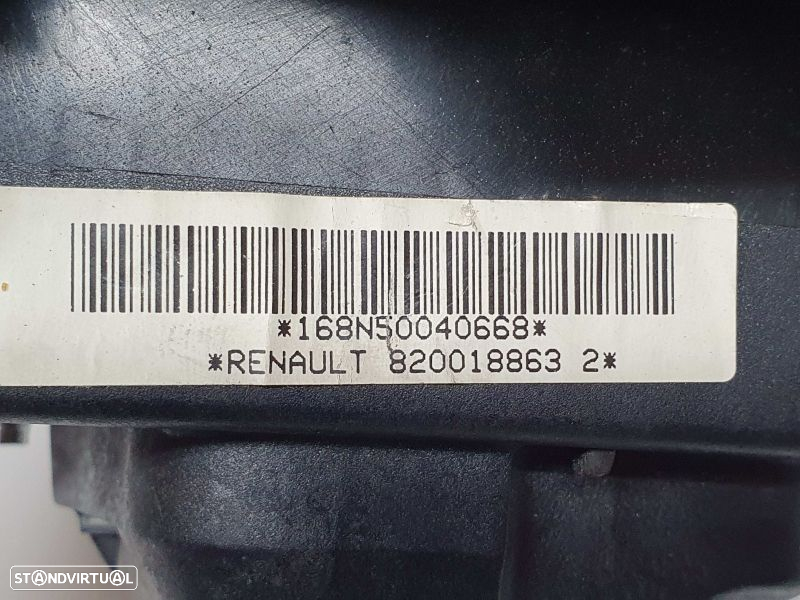 *168N50040668*
*RENAULT 820018863 2*
STANDVIRTUAL